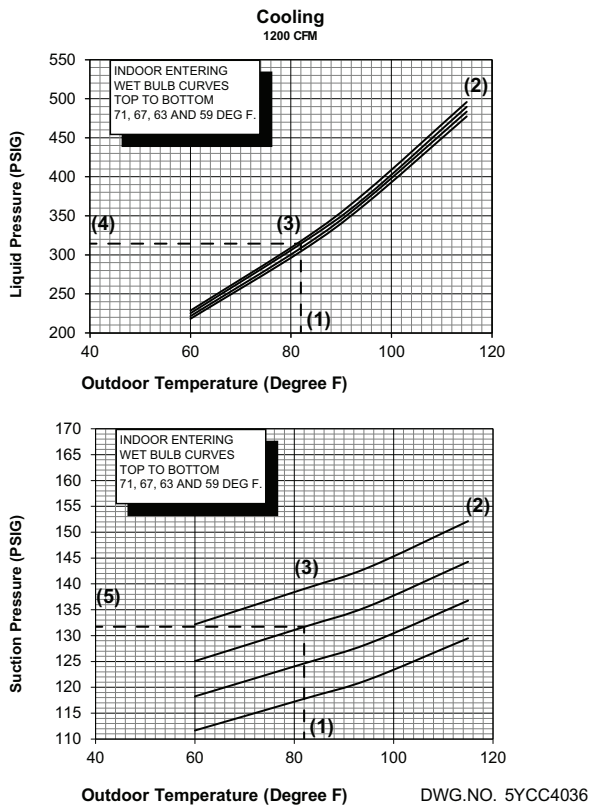 Cooling
1200 CFM
550
500
450
400
350
300
250
200
Liquid Pressure (PSIG)
INDOOR ENTERING
WET BULB CURVES
TOP TO BOTTOM
71, 67, 63 AND 59 DEG F.
(2)
(4)
(3)
(1)
40 60 80 100 120
Outdoor Temperature (Degree F)
170
165
160
155
150
145
140
135
130
125
120
115
110
Suction Pressure (PSIG)
INDOOR ENTERING
WET BULB CURVES
TOP TO BOTTOM
71, 67, 63 AND 59 DEG F.
(2)
(3)
(5)
(1)
40 60 80 100 120
Outdoor Temperature (Degree F) DWG.NO. 5YCC4036